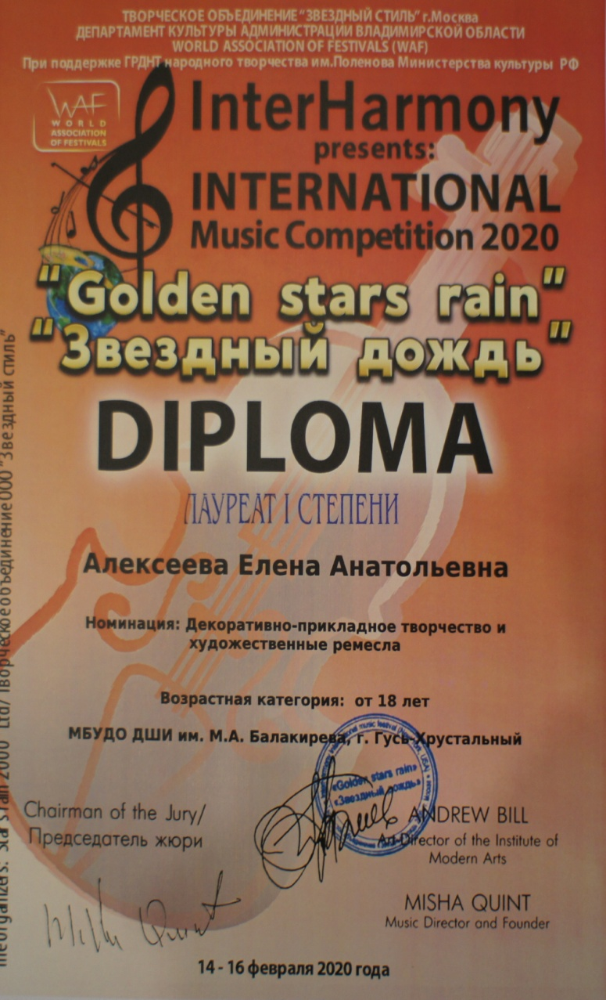 ТВОРЧЕСКОЕ ОБЪЕДИНЕНИЕ "ЗВЕЗДНЫЙ СТИЛЬ" г.Москва
ДЕПАРТАМЕНТ КУЛЬТУРЫ АДМИНИСТРАЦИИ ВЛАДИМИРСКОЙ ОБЛАСТИ
WORLD ASSOCIATION OF FESTIVALS (WAF)
При поддержке ГРДНТ народного творчества им.Поленова Министерства культуры РФ
WAF
WORLD
ASSOCIATION
OF FESTIVALS
InterHarmony
presents:
INTERNATIONAL
Music Competition 2020
"Golden stars rain"
"Звездный дождь"
DIPLOMA
ЛАУРЕАТ I СТЕПЕНИ
Алексеева Елена Анатольевна
Номинация: Декоративно-прикладное творчество и
художественные ремесла
Возрастная категория: от 18 лет
МБУДО ДШИ им. М.А. Балакирева, г. Гусь-Хрустальный
«Golden stars rain»
«Звездный дождь»
Chairman of the Jury/
Председатель жюри
ANDREW BILL
Art-Director of the Institute of
Modern Arts
Misha Quint
MISHA QUINT
Music Director and Founder
14 - 16 февраля 2020 года
2000 Ltd/ Творческое объединение ООО "Звездный стиль"